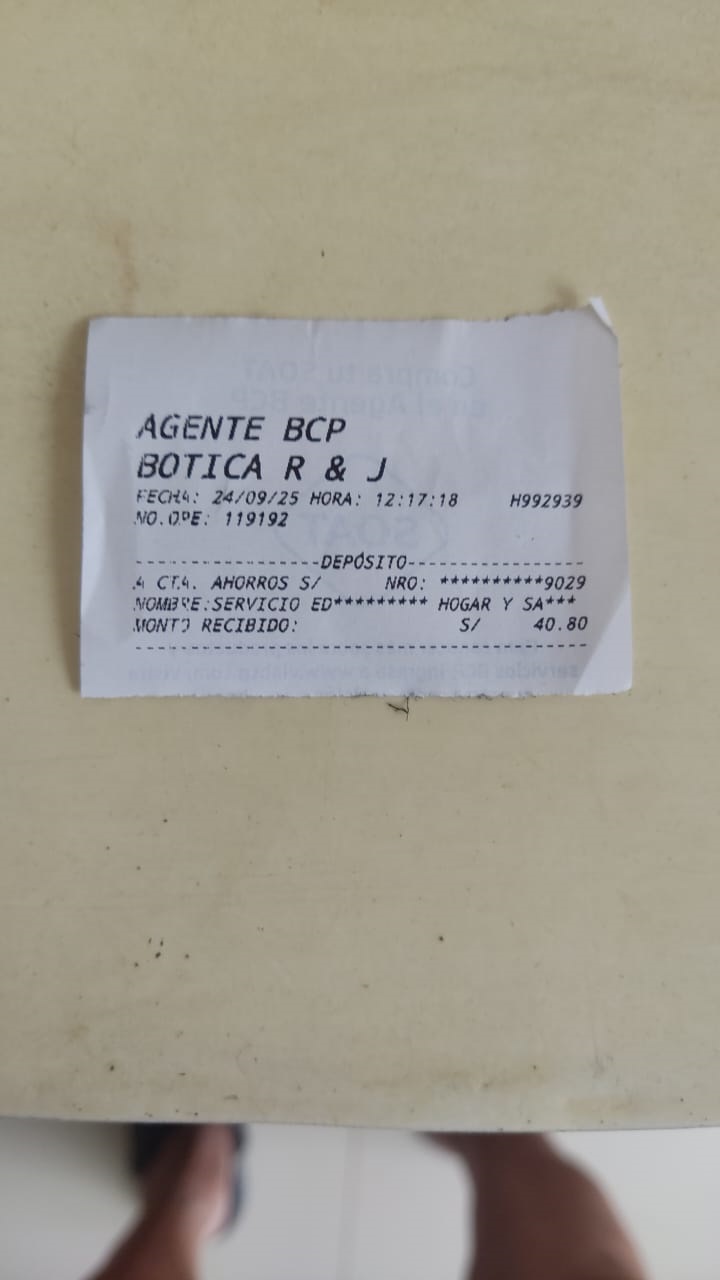 AGENTE BCP
BOTICA R & J
FECHA: 24/09/25 HORA: 12:17:18 H992939
NO.OPE: 119192
-----------------DEPÓSITO-----------------
A CTA. AHORROS S/ NRO: **********9029
NOMBRE:SERVICIO ED********* HOGAR Y SA***
MONTO RECIBIDO: S/ 40.80